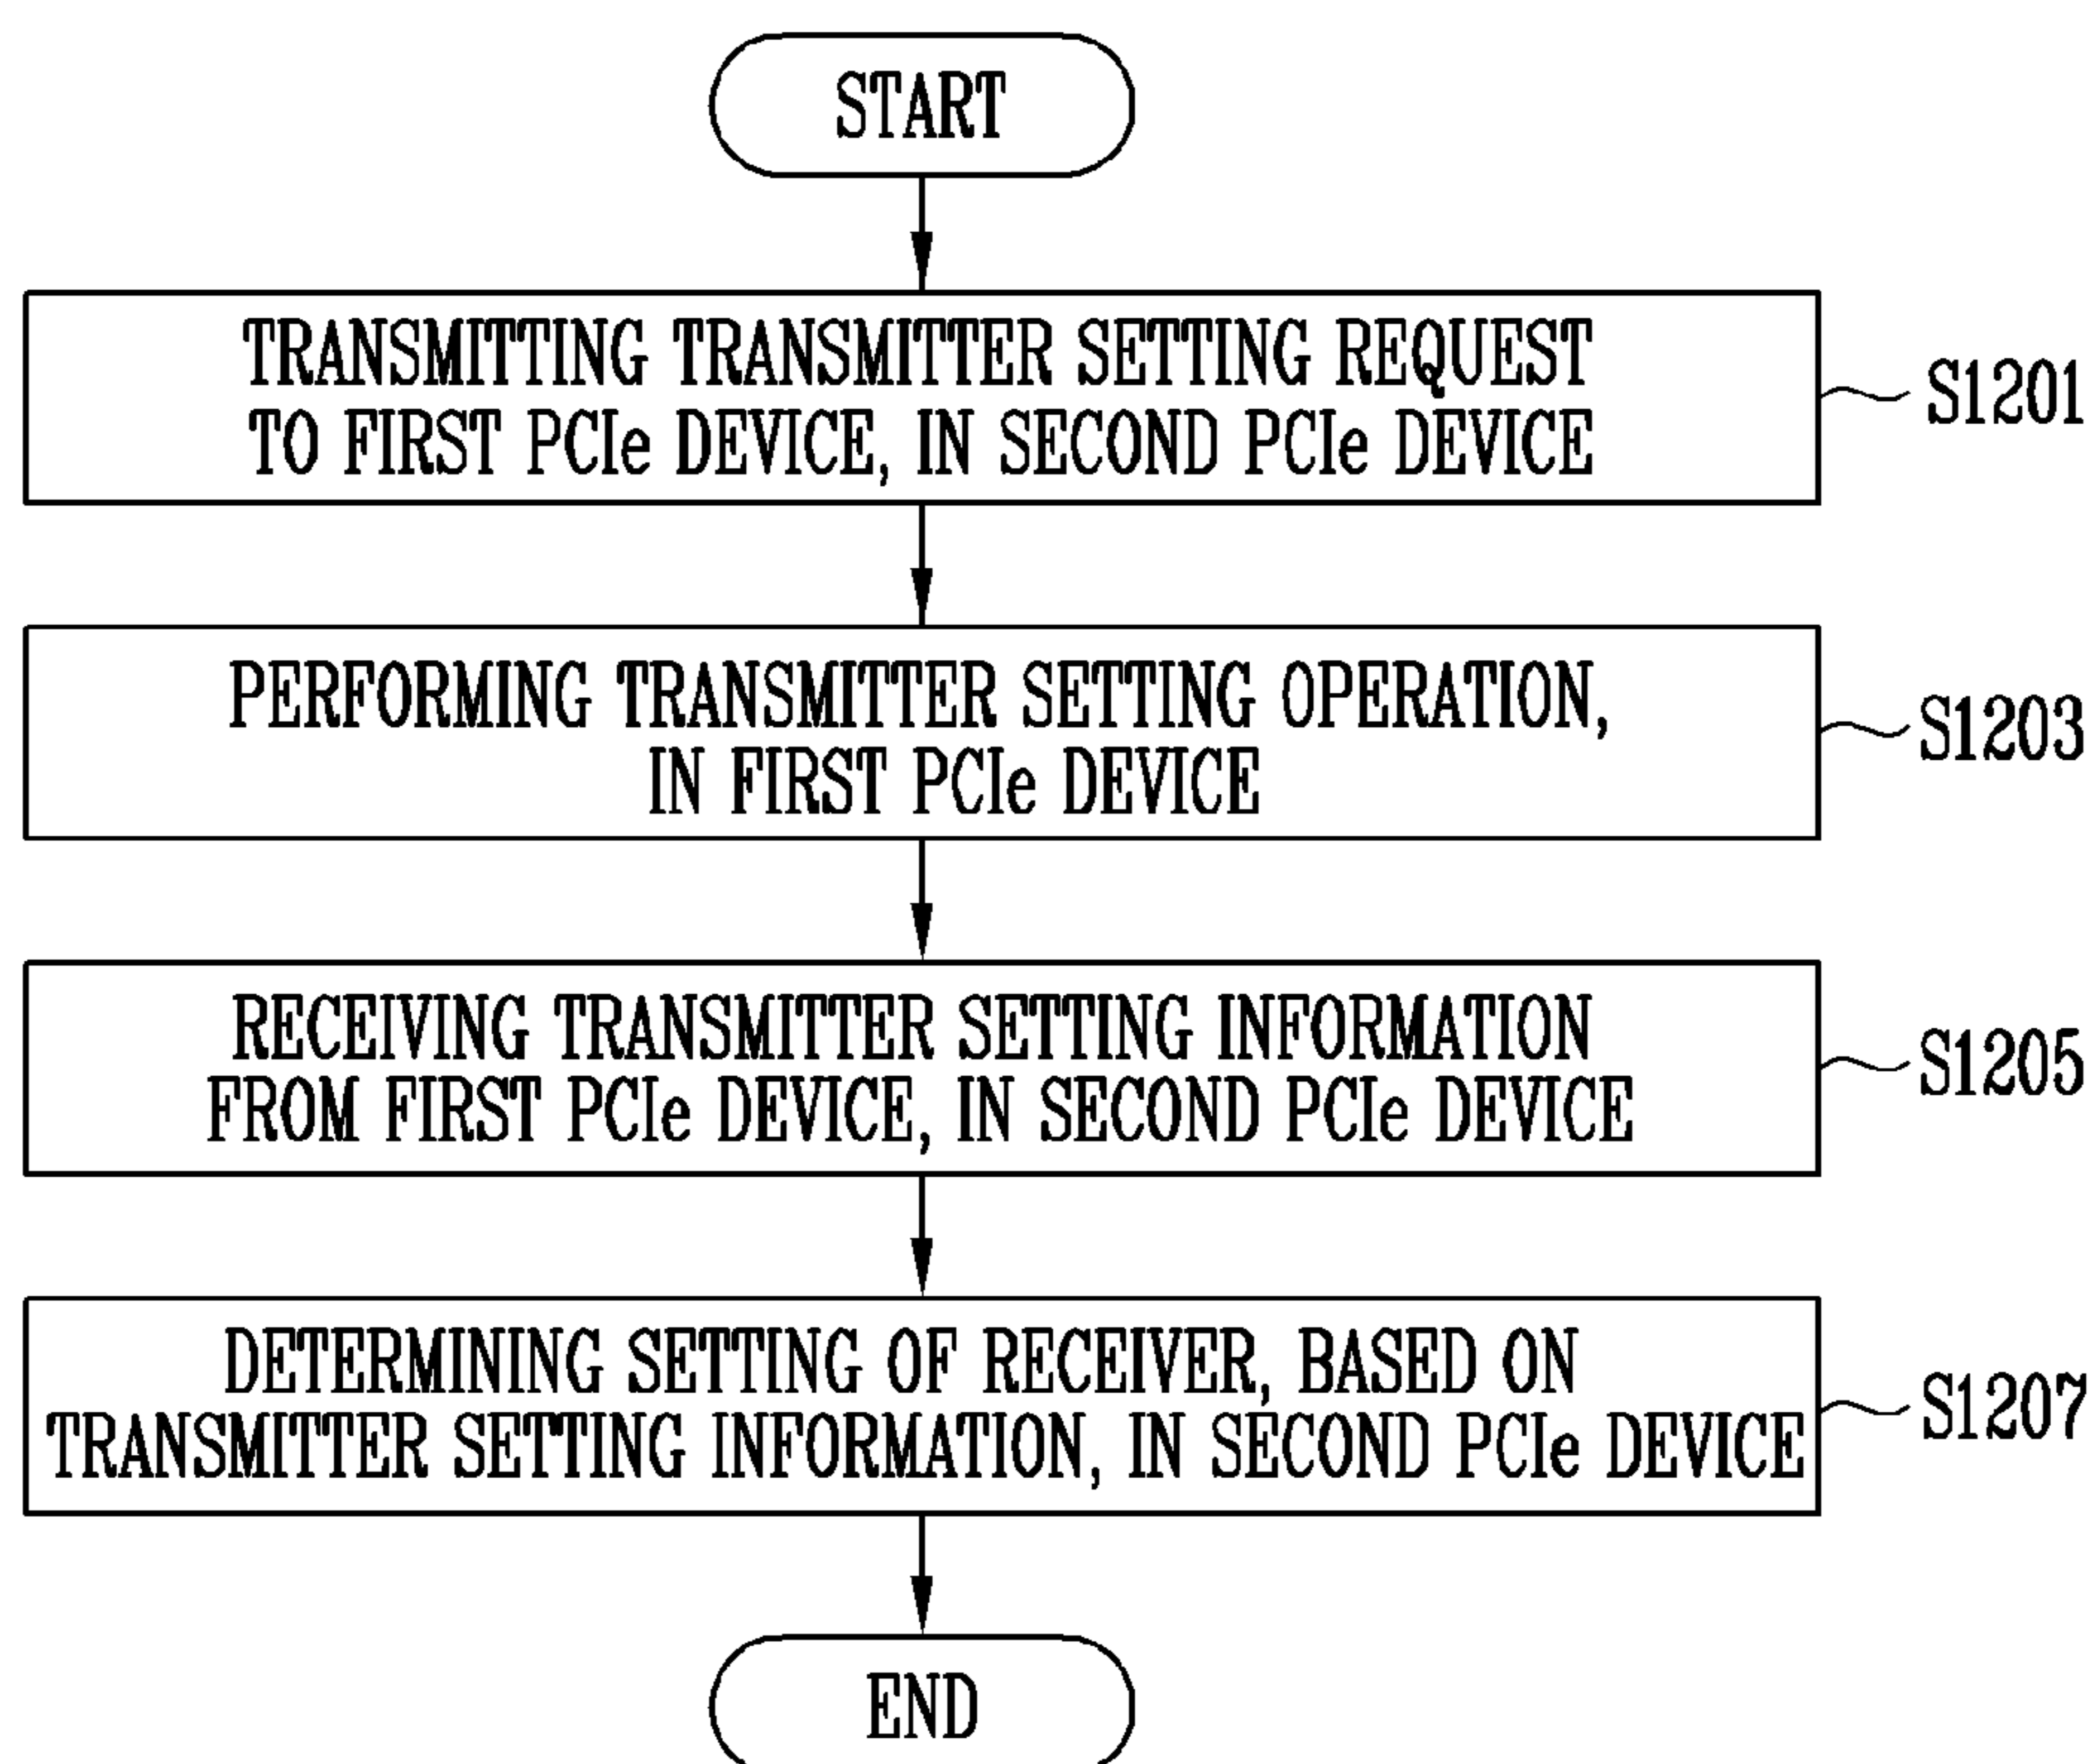 START
TRANSMITTING TRANSMITTER SETTING REQUEST
TO FIRST PCIe DEVICE, IN SECOND PCIe DEVICE
S1201
PERFORMING TRANSMITTER SETTING OPERATION,
IN FIRST PCIe DEVICE
S1203
RECEIVING TRANSMITTER SETTING INFORMATION
FROM FIRST PCIe DEVICE, IN SECOND PCIe DEVICE
S1205
DETERMINING SETTING OF RECEIVER, BASED ON
TRANSMITTER SETTING INFORMATION, IN SECOND PCIe DEVICE
S1207
END